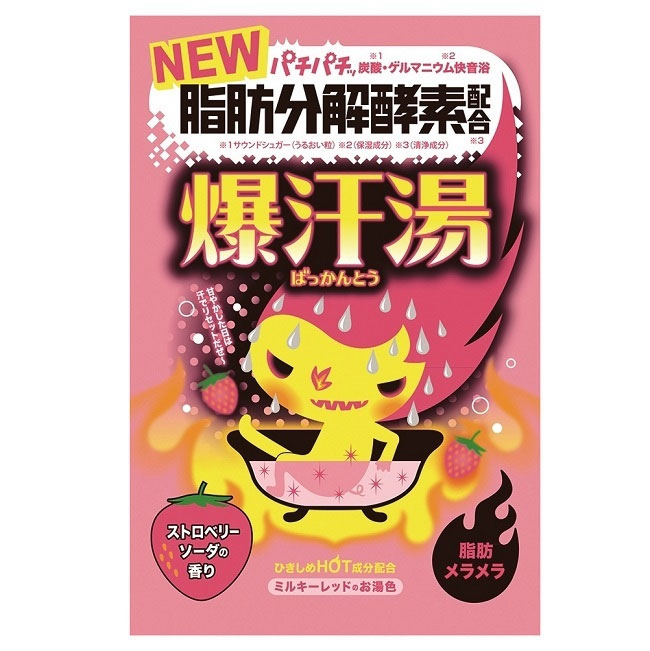 NEW
パチパチッ炭酸※1・ゲルマニウム※2快音浴
脂肪分解酵素配合※3
※1サウンドシュガー(うるおい粒) ※2(保湿成分) ※3(清浄成分)
爆汗湯
ばっかんとう
甘やかした日は
汗でリセットだぜ〜
ストロベリー
ソーダの
香り
脂肪
メラメラ
ひきしめHOT成分配合
ミルキーレッドのお湯色